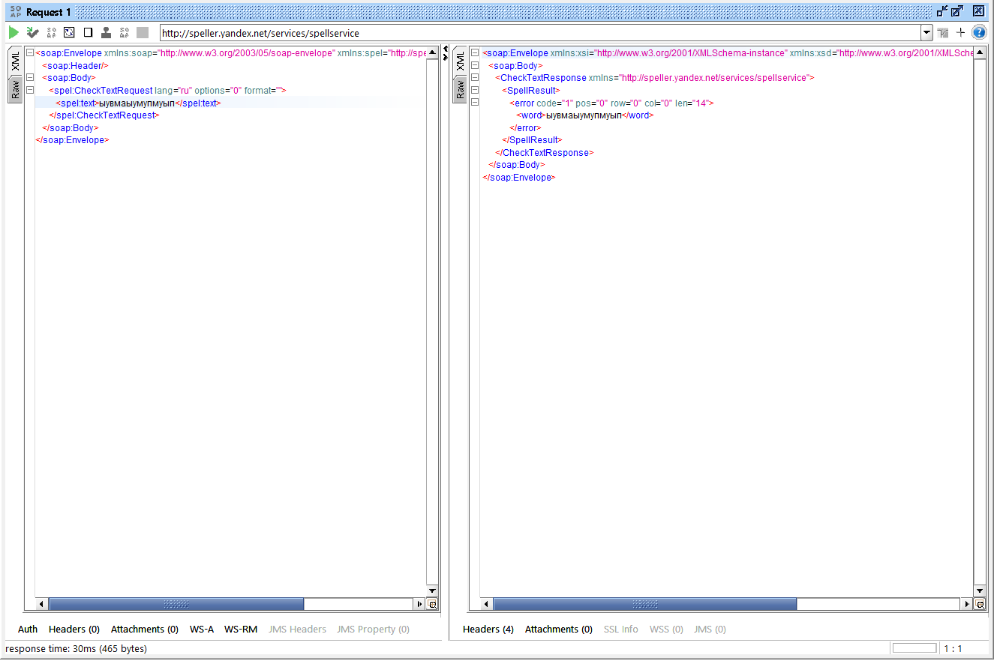 SO
AP
Request 1
http://speller.yandex.net/services/spellservice
XML
Raw
<soap:Envelope xmlns:soap="http://www.w3.org/2003/05/soap-envelope" xmlns:spel="http://spe
<soap:Header/>
<soap:Body>
<spel:CheckTextRequest lang="ru" options="0" format="">
<spel:text>ыувмаыумупмуып</spel:text>
</spel:CheckTextRequest>
</soap:Body>
</soap:Envelope>
XML
Raw
<soap:Envelope xmlns:xsi="http://www.w3.org/2001/XMLSchema-instance" xmlns:xsd="http://www.w3.org/2001/XMLSche
<soap:Body>
<CheckTextResponse xmlns="http://speller.yandex.net/services/spellservice">
<SpellResult>
<error code="1" pos="0" row="0" col="0" len="14">
<word>ыувмаыумупмуып</word>
</error>
</SpellResult>
</CheckTextResponse>
</soap:Body>
</soap:Envelope>
Auth Headers (0) Attachments (0) WS-A WS-RM JMS Headers JMS Property (0)
Headers (4) Attachments (0) SSL Info WSS (0) JMS (0)
response time: 30ms (465 bytes)
1 : 1